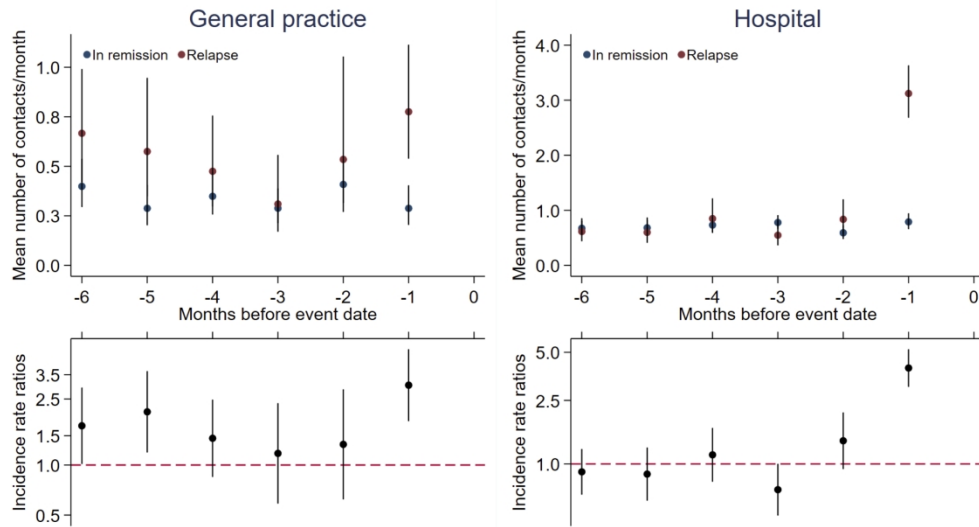 General practice
Mean number of contacts/month
In remission Relapse
1.0
0.8
0.5
0.3
0.0
-6 -5 -4 -3 -2 -1 0
Months before event date
Incidence rate ratios
3.5
2.5
1.5
1.0
0.5
Hospital
Mean number of contacts/month
In remission Relapse
4.0
3.0
2.0
1.0
0.0
-6 -5 -4 -3 -2 -1 0
Months before event date
Incidence rate ratios
5.0
2.5
1.0